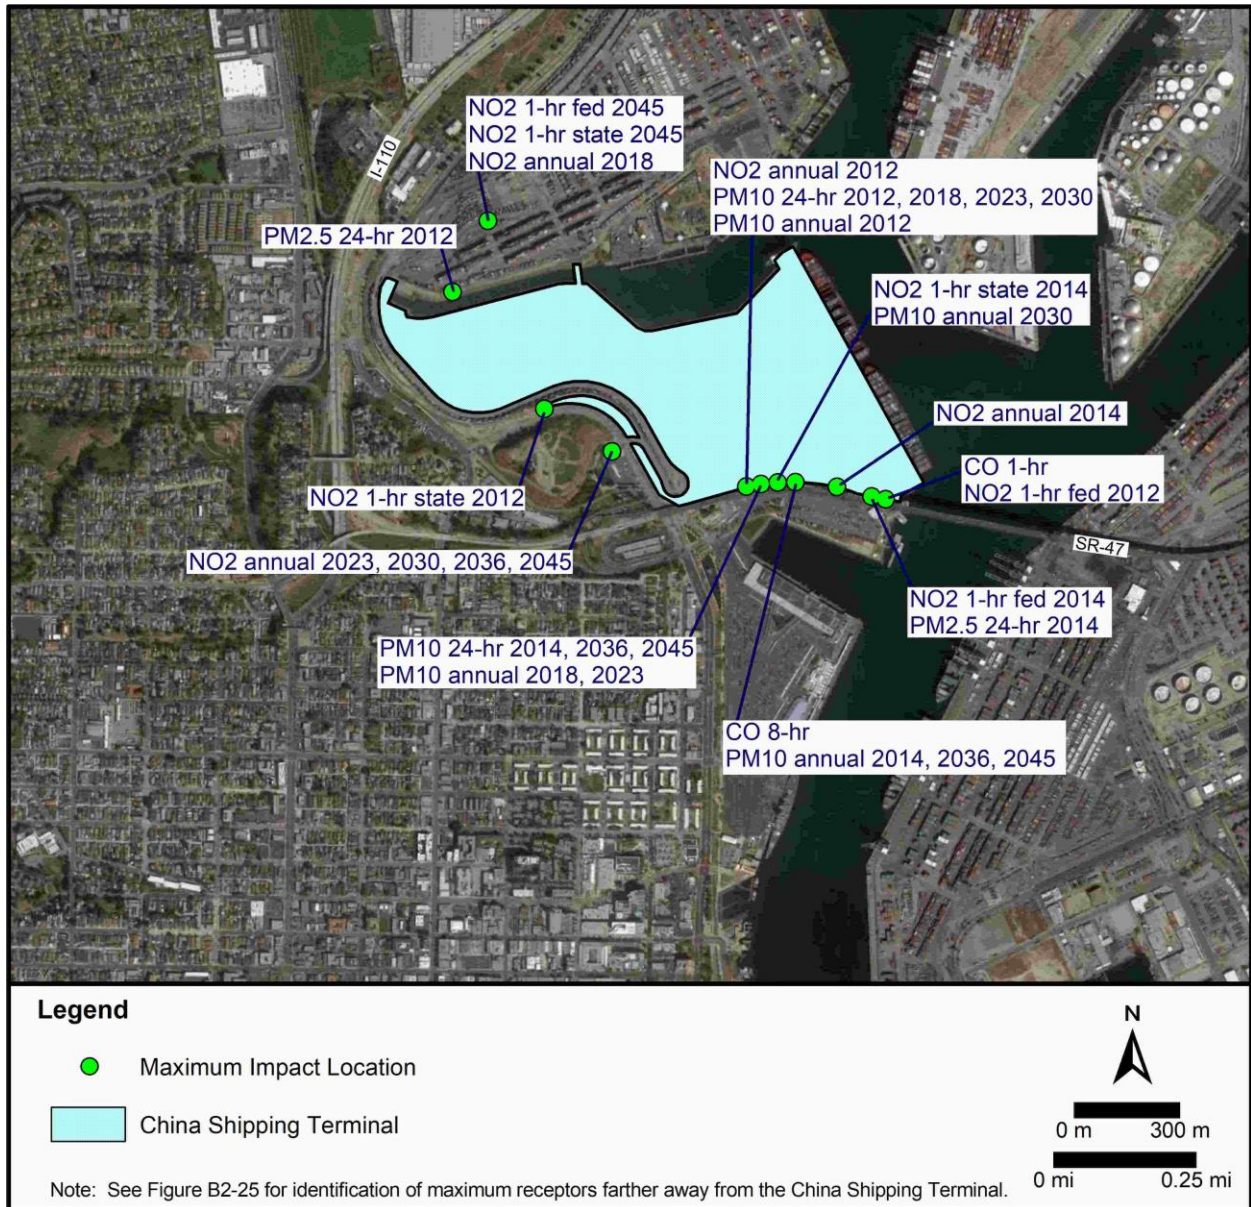 NO2 1-hr fed 2045
NO2 1-hr state 2045
NO2 annual 2018
I-110
NO2 annual 2012
PM10 24-hr 2012, 2018, 2023, 2030
PM10 annual 2012
PM2.5 24-hr 2012
NO2 1-hr state 2014
PM10 annual 2030
NO2 annual 2014
CO 1-hr
NO2 1-hr fed 2012
NO2 1-hr state 2012
SR-47
NO2 annual 2023, 2030, 2036, 2045
NO2 1-hr fed 2014
PM2.5 24-hr 2014
PM10 24-hr 2014, 2036, 2045
PM10 annual 2018, 2023
CO 8-hr
PM10 annual 2014, 2036, 2045
Legend
N
Maximum Impact Location
China Shipping Terminal
0 m 300 m
0 mi 0.25 mi
Note: See Figure B2-25 for identification of maximum receptors farther away from the China Shipping Terminal.